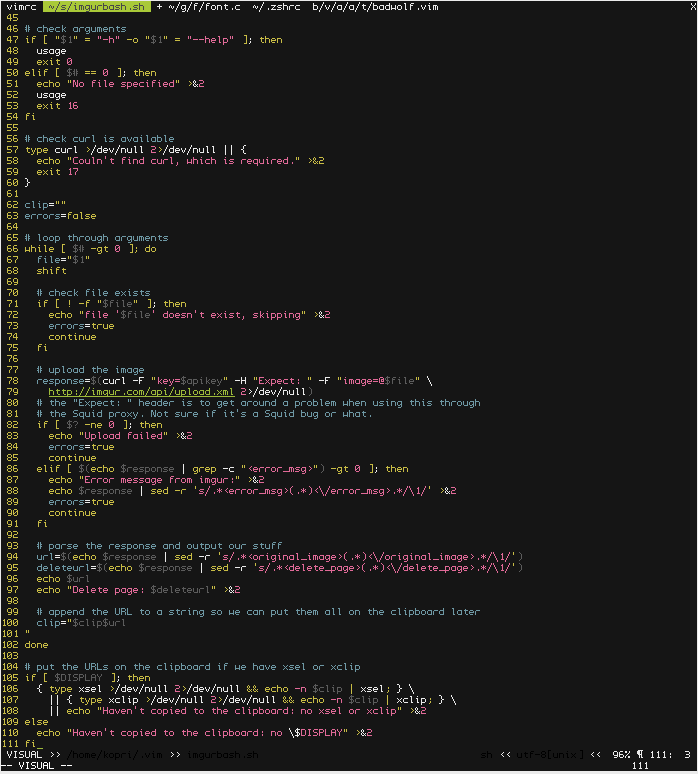 vimrc ~/s/imgurbash.sh + ~/g/f/font.c ~/.zshrc b/v/a/a/t/badwolf.vim X
45
46 # check arguments
47 if [ "$1" = "-h" -o "$1" = "--help" ]; then
48   usage
49   exit 0
50 elif [ $# == 0 ]; then
51   echo "No file specified" >&2
52   usage
53   exit 16
54 fi
55
56 # check curl is available
57 type curl >/dev/null 2>/dev/null || {
58   echo "Couln't find curl, which is required." >&2
59   exit 17
60 }
61
62 clip=""
63 errors=false
64
65 # loop through arguments
66 while [ $# -gt 0 ]; do
67   file="$1"
68   shift
69
70   # check file exists
71   if [ ! -f "$file" ]; then
72     echo "file '$file' doesn't exist, skipping" >&2
73     errors=true
74     continue
75   fi
76
77   # upload the image
78   response=$(curl -F "key=$apikey" -H "Expect: " -F "image=@$file" \
79     http://imgur.com/api/upload.xml 2>/dev/null)
80   # the "Expect: " header is to get around a problem when using this through
81   # the Squid proxy. Not sure if it's a Squid bug or what.
82   if [ $? -ne 0 ]; then
83     echo "Upload failed" >&2
84     errors=true
85     continue
86   elif [ $(echo $response | grep -c "<error_msg>") -gt 0 ]; then
87     echo "Error message from imgur:" >&2
88     echo $response | sed -r 's/.*<error_msg>(.*)<\/error_msg>.*/\1/' >&2
89     errors=true
90     continue
91   fi
92
93   # parse the response and output our stuff
94   url=$(echo $response | sed -r 's/.*<original_image>(.*)<\/original_image>.*/\1/')
95   deleteurl=$(echo $response | sed -r 's/.*<delete_page>(.*)<\/delete_page>.*/\1/')
96   echo $url
97   echo "Delete page: $deleteurl" >&2
98
99   # append the URL to a string so we can put them all on the clipboard later
100   clip="$clip$url
101 "
102 done
103
104 # put the URLs on the clipboard if we have xsel or xclip
105 if [ $DISPLAY ]; then
106   { type xsel >/dev/null 2>/dev/null && echo -n $clip | xsel; } \
107     || { type xclip >/dev/null 2>/dev/null && echo -n $clip | xclip; } \
108     || echo "Haven't copied to the clipboard: no xsel or xclip" >&2
109 else
110   echo "Haven't copied to the clipboard: no \$DISPLAY" >&2
111 fi
VISUAL >> /home/kopri/.vim >> imgurbash.sh sh << utf-8[unix] << 96% ¶ 111: 3
-- VISUAL -- 111